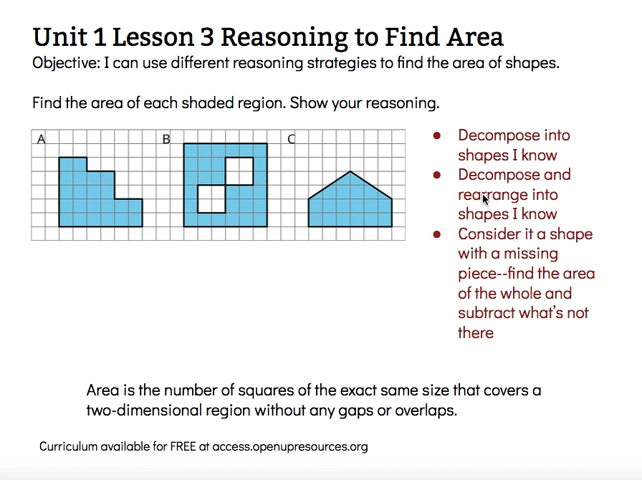 Unit 1 Lesson 3 Reasoning to Find Area
Objective: I can use different reasoning strategies to find the area of shapes.
Find the area of each shaded region. Show your reasoning.
A B C
● Decompose into
shapes I know
● Decompose and
rearrange into
shapes I know
● Consider it a shape
with a missing
piece--find the area
of the whole and
subtract what's not
there
Area is the number of squares of the exact same size that covers a
two-dimensional region without any gaps or overlaps.
Curriculum available for FREE at access.openupresources.org